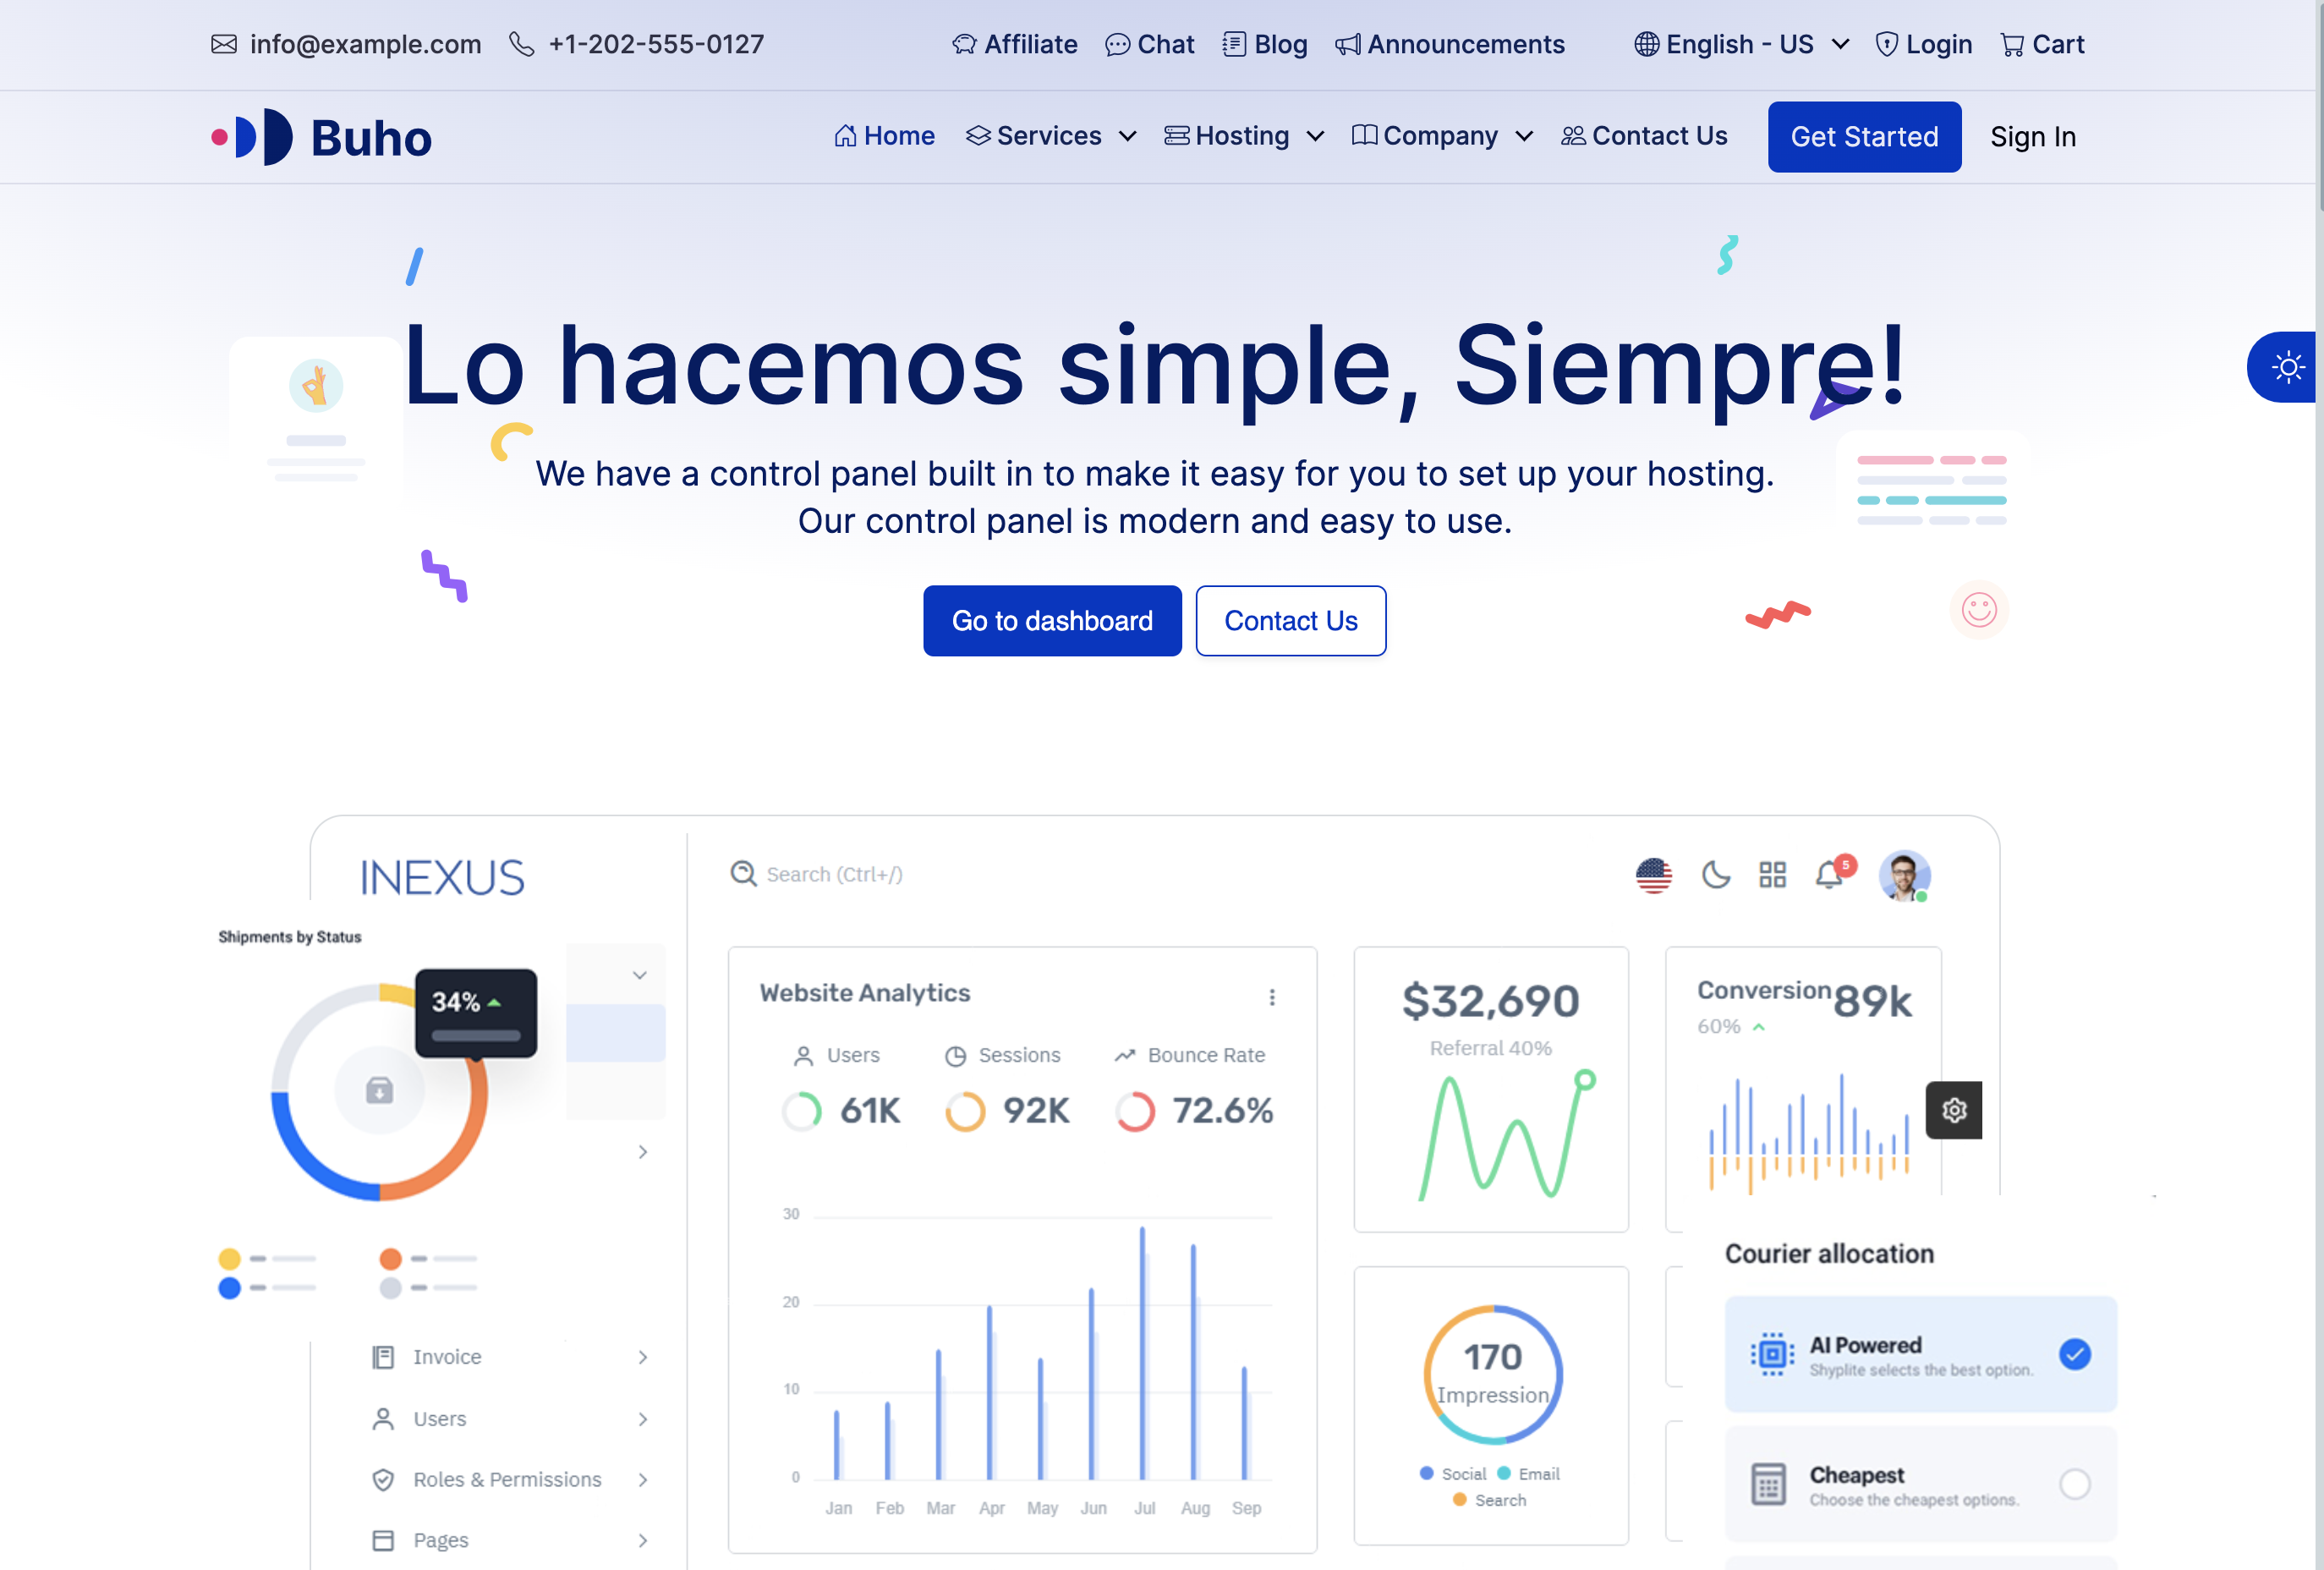 info@example.com +1-202-555-0127 Affiliate Chat Blog Announcements English - US Login Cart
Buho Home Services Hosting Company Contact Us Get Started Sign In
Lo hacemos simple, Siempre!
We have a control panel built in to make it easy for you to set up your hosting.
Our control panel is modern and easy to use.
Go to dashboard Contact Us
INEXUS Search (Ctrl+/) 5
Shipments by Status
34%
Website Analytics
Users Sessions Bounce Rate
61K 92K 72.6%
30
20
10
0
Jan Feb Mar Apr May Jun Jul Aug Sep
$32,690
Referral 40%
Conversion 89k
60%
170
Impression
Social Email
Search
Courier allocation
AI Powered
Shyplite selects the best option.
Cheapest
Choose the cheapest options.
Invoice
Users
Roles & Permissions
Pages